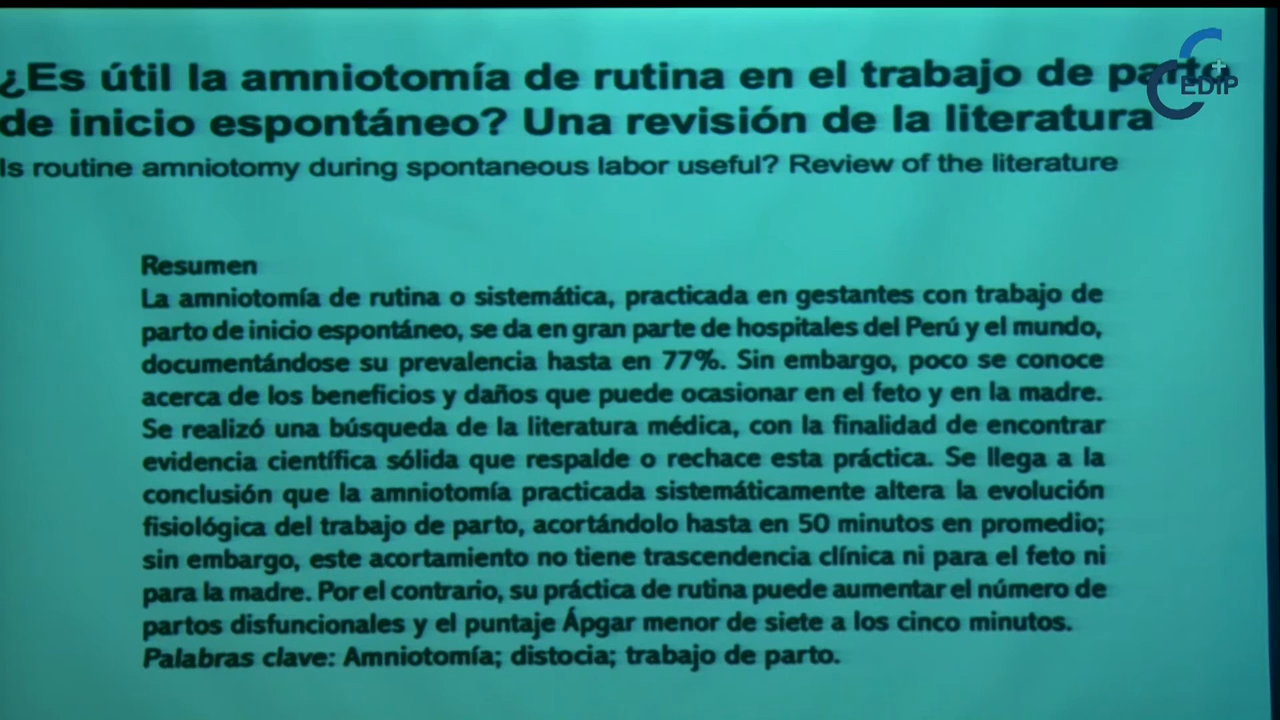 ¿Es útil la amniotomía de rutina en el trabajo de parto
de inicio espontáneo? Una revisión de la literatura
Is routine amniotomy during spontaneous labor useful? Review of the literature
CEDIP
Resumen
La amniotomía de rutina o sistemática, practicada en gestantes con trabajo de
parto de inicio espontáneo, se da en gran parte de hospitales del Perú y el mundo,
documentándose su prevalencia hasta en 77%. Sin embargo, poco se conoce
acerca de los beneficios y daños que puede ocasionar en el feto y en la madre.
Se realizó una búsqueda de la literatura médica, con la finalidad de encontrar
evidencia científica sólida que respalde o rechace esta práctica. Se llega a la
conclusión que la amniotomía practicada sistemáticamente altera la evolución
fisiológica del trabajo de parto, acortándolo hasta en 50 minutos en promedio;
sin embargo, este acortamiento no tiene trascendencia clínica ni para el feto ni
para la madre. Por el contrario, su práctica de rutina puede aumentar el número de
partos disfuncionales y el puntaje Ápgar menor de siete a los cinco minutos.
Palabras clave: Amniotomía; distocia; trabajo de parto.